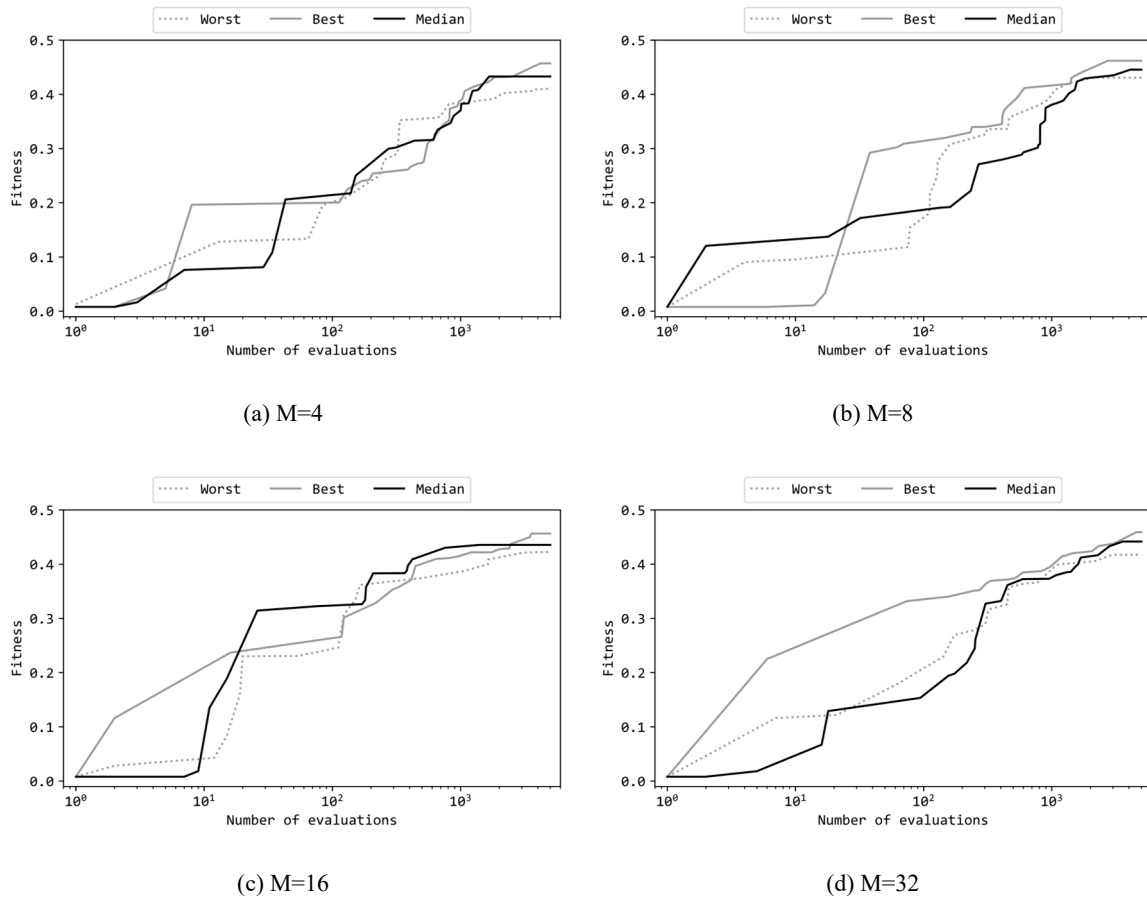 Worst Best Median
0.5
0.4
0.3
0.2
0.1
0.0
Fitness
10⁰ 10¹ 10² 10³
Number of evaluations
(a) M=4
Worst Best Median
0.5
0.4
0.3
0.2
0.1
0.0
Fitness
10⁰ 10¹ 10² 10³
Number of evaluations
(b) M=8
Worst Best Median
0.5
0.4
0.3
0.2
0.1
0.0
Fitness
10⁰ 10¹ 10² 10³
Number of evaluations
(c) M=16
Worst Best Median
0.5
0.4
0.3
0.2
0.1
0.0
Fitness
10⁰ 10¹ 10² 10³
Number of evaluations
(d) M=32